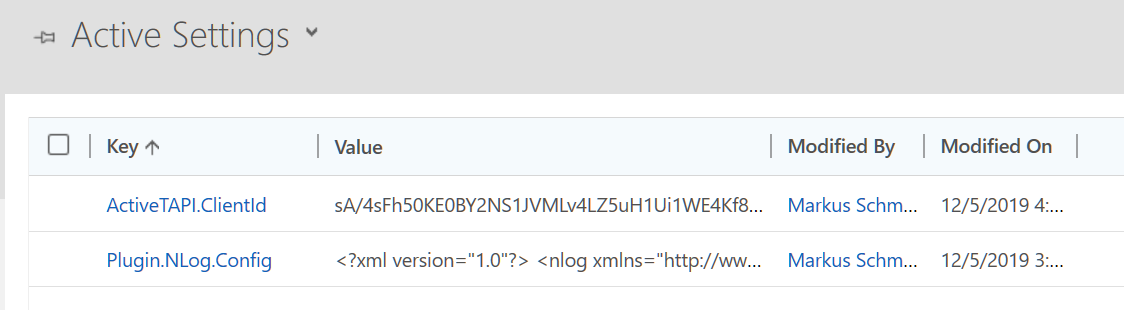 Active Settings
Key Value Modified By Modified On
ActiveTAPI.ClientId sA/4sFh50KE0BY2NS1JVMLv4LZ5uH1Ui1WE4Kf8... Markus Schm... 12/5/2019 4:...
Plugin.NLog.Config <?xml version="1.0"?> <nlog xmlns="http://ww... Markus Schm... 12/5/2019 3:...